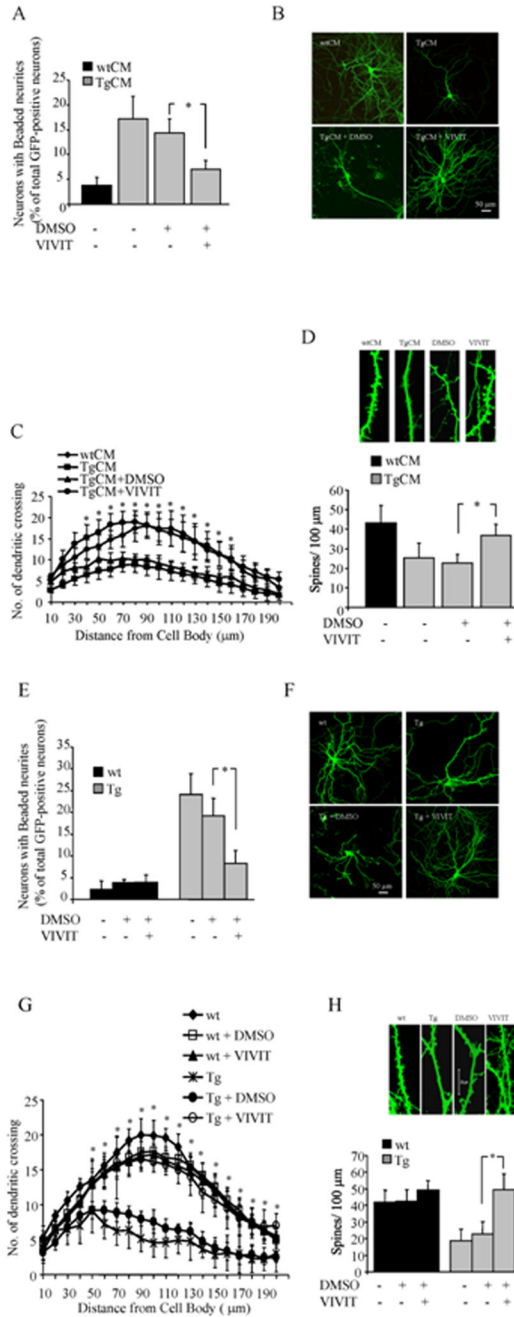 A
wtCM
TgCM
Neurons with Beaded neurites
(% of total GFP-positive neurons)
25
20
15
10
5
0
*
DMSO - - + +
VIVIT - - - +
B
wtCM
TgCM
TgCM + DMSO
TgCM + VIVIT
50 µm
C
wtCM
TgCM
TgCM+DMSO
TgCM+VIVIT
No. of dendritic crossing
25
20
15
10
5
0
* * * * * * * * * * * *
10 30 50 70 90 110 130 150 170 190
Distance from Cell Body (µm)
D
wtCM TgCM DMSO VIVIT
wtCM
TgCM
Spines/ 100 µm
60
50
40
30
20
10
0
*
DMSO - - + +
VIVIT - - - +
E
wt
Tg
Neurons with Beaded neurites
(% of total GFP-positive neurons)
35
30
25
20
15
10
5
0
*
DMSO - + + - + +
VIVIT - - + - - +
F
wt
Tg
Tg + DMSO
Tg + VIVIT
50 µm
G
wt
wt + DMSO
wt + VIVIT
Tg
Tg + DMSO
Tg + VIVIT
No. of dendritic crossing
25
20
15
10
5
0
* * * * * * * * * * * * * * * *
10 30 50 70 90 110 130 150 170 190
Distance from Cell Body ( µm)
H
wt Tg DMSO VIVIT
wt
Tg
Spines/ 100 µm
80
60
40
20
0
*
DMSO - + + - + +
VIVIT - - + - - +